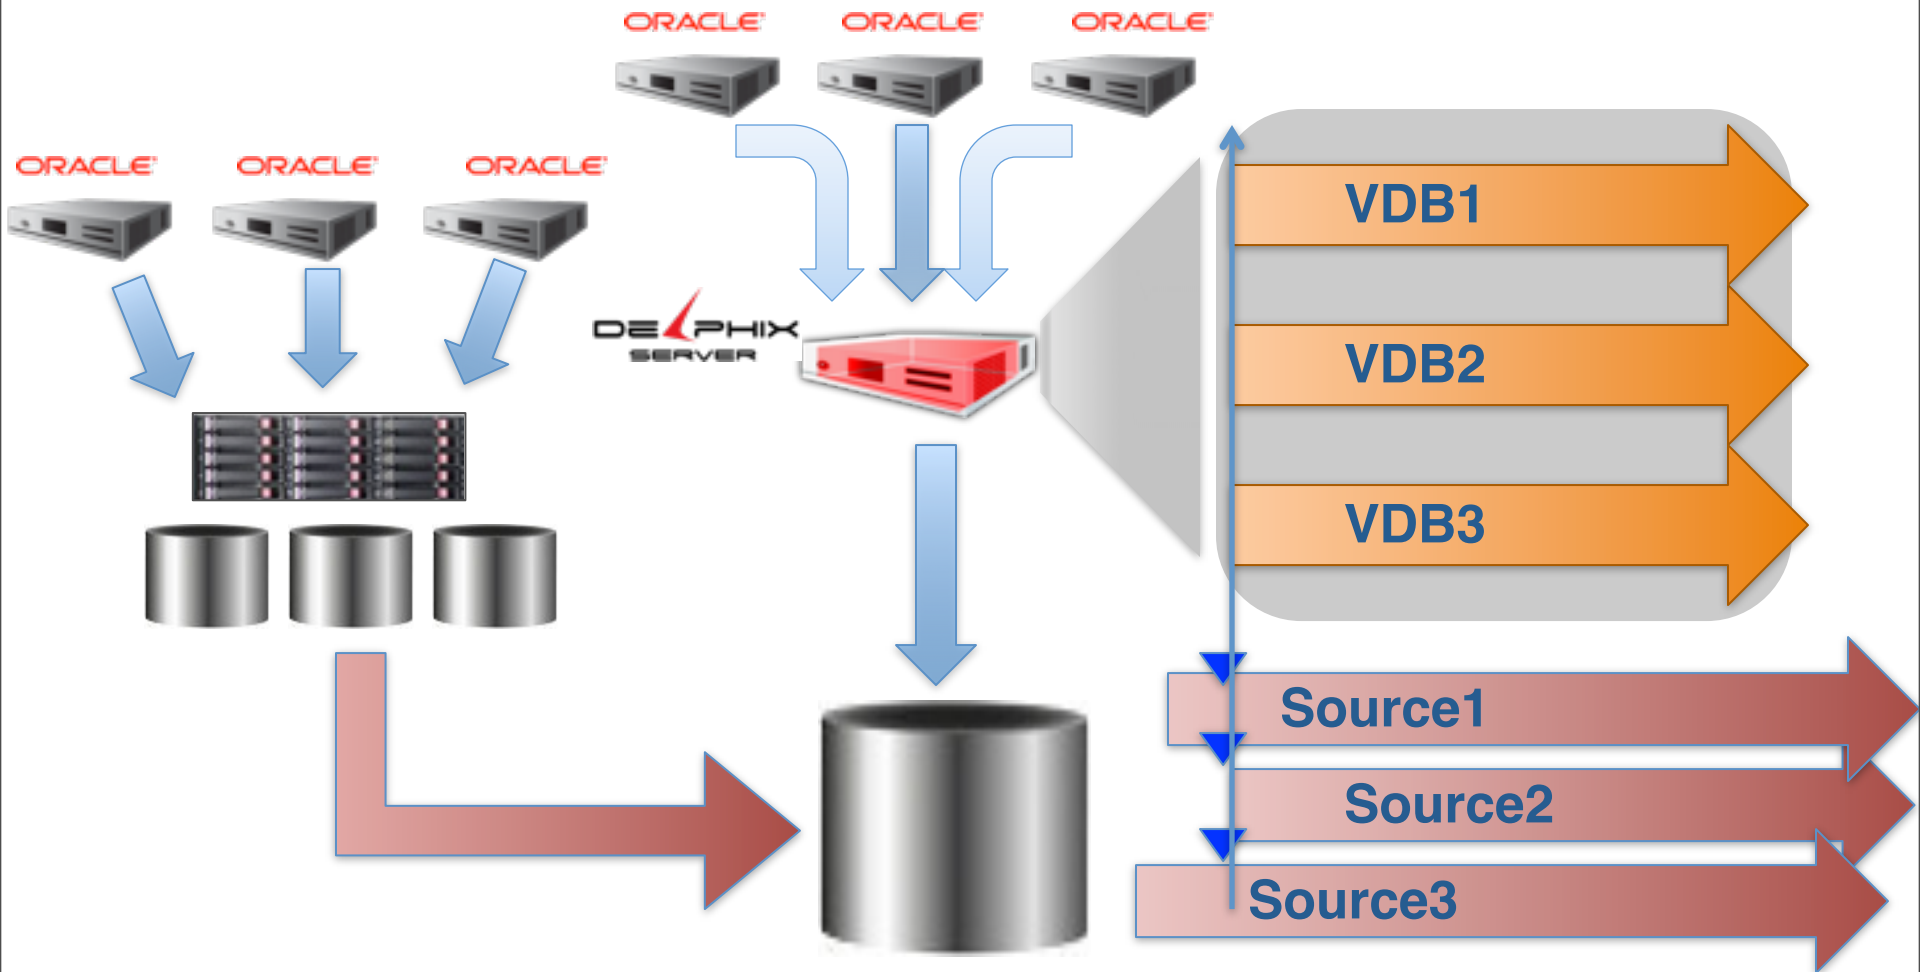 ORACLE
ORACLE
ORACLE
ORACLE
ORACLE
ORACLE
DELPHIX
SERVER
VDB1
VDB2
VDB3
Source1
Source2
Source3